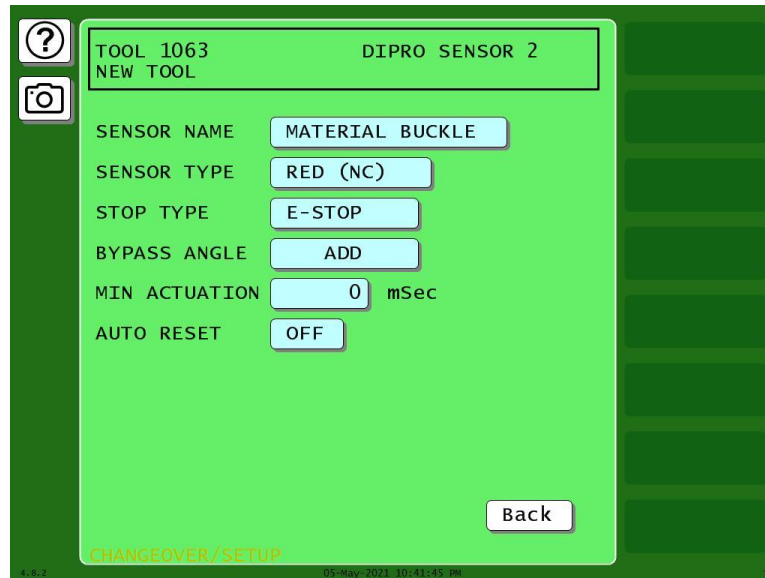 ?
TOOL 1063 DIPRO SENSOR 2
NEW TOOL
SENSOR NAME MATERIAL BUCKLE
SENSOR TYPE RED (NC)
STOP TYPE E-STOP
BYPASS ANGLE ADD
MIN ACTUATION 0 mSec
AUTO RESET OFF
Back
CHANGEOVER/SETUP
4.8.2 05-May-2021 10:41:45 PM